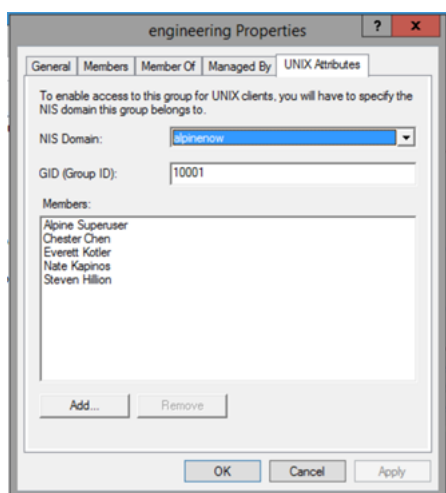 engineering Properties
? x
General Members Member Of Managed By UNIX Attributes
To enable access to this group for UNIX clients, you will have to specify the
NIS domain this group belongs to.
NIS Domain: alpinenow
GID (Group ID): 10001
Members:
Alpine Superuser
Chester Chen
Everett Kotler
Nate Kapinos
Steven Hillion
Add... Remove
OK Cancel Apply